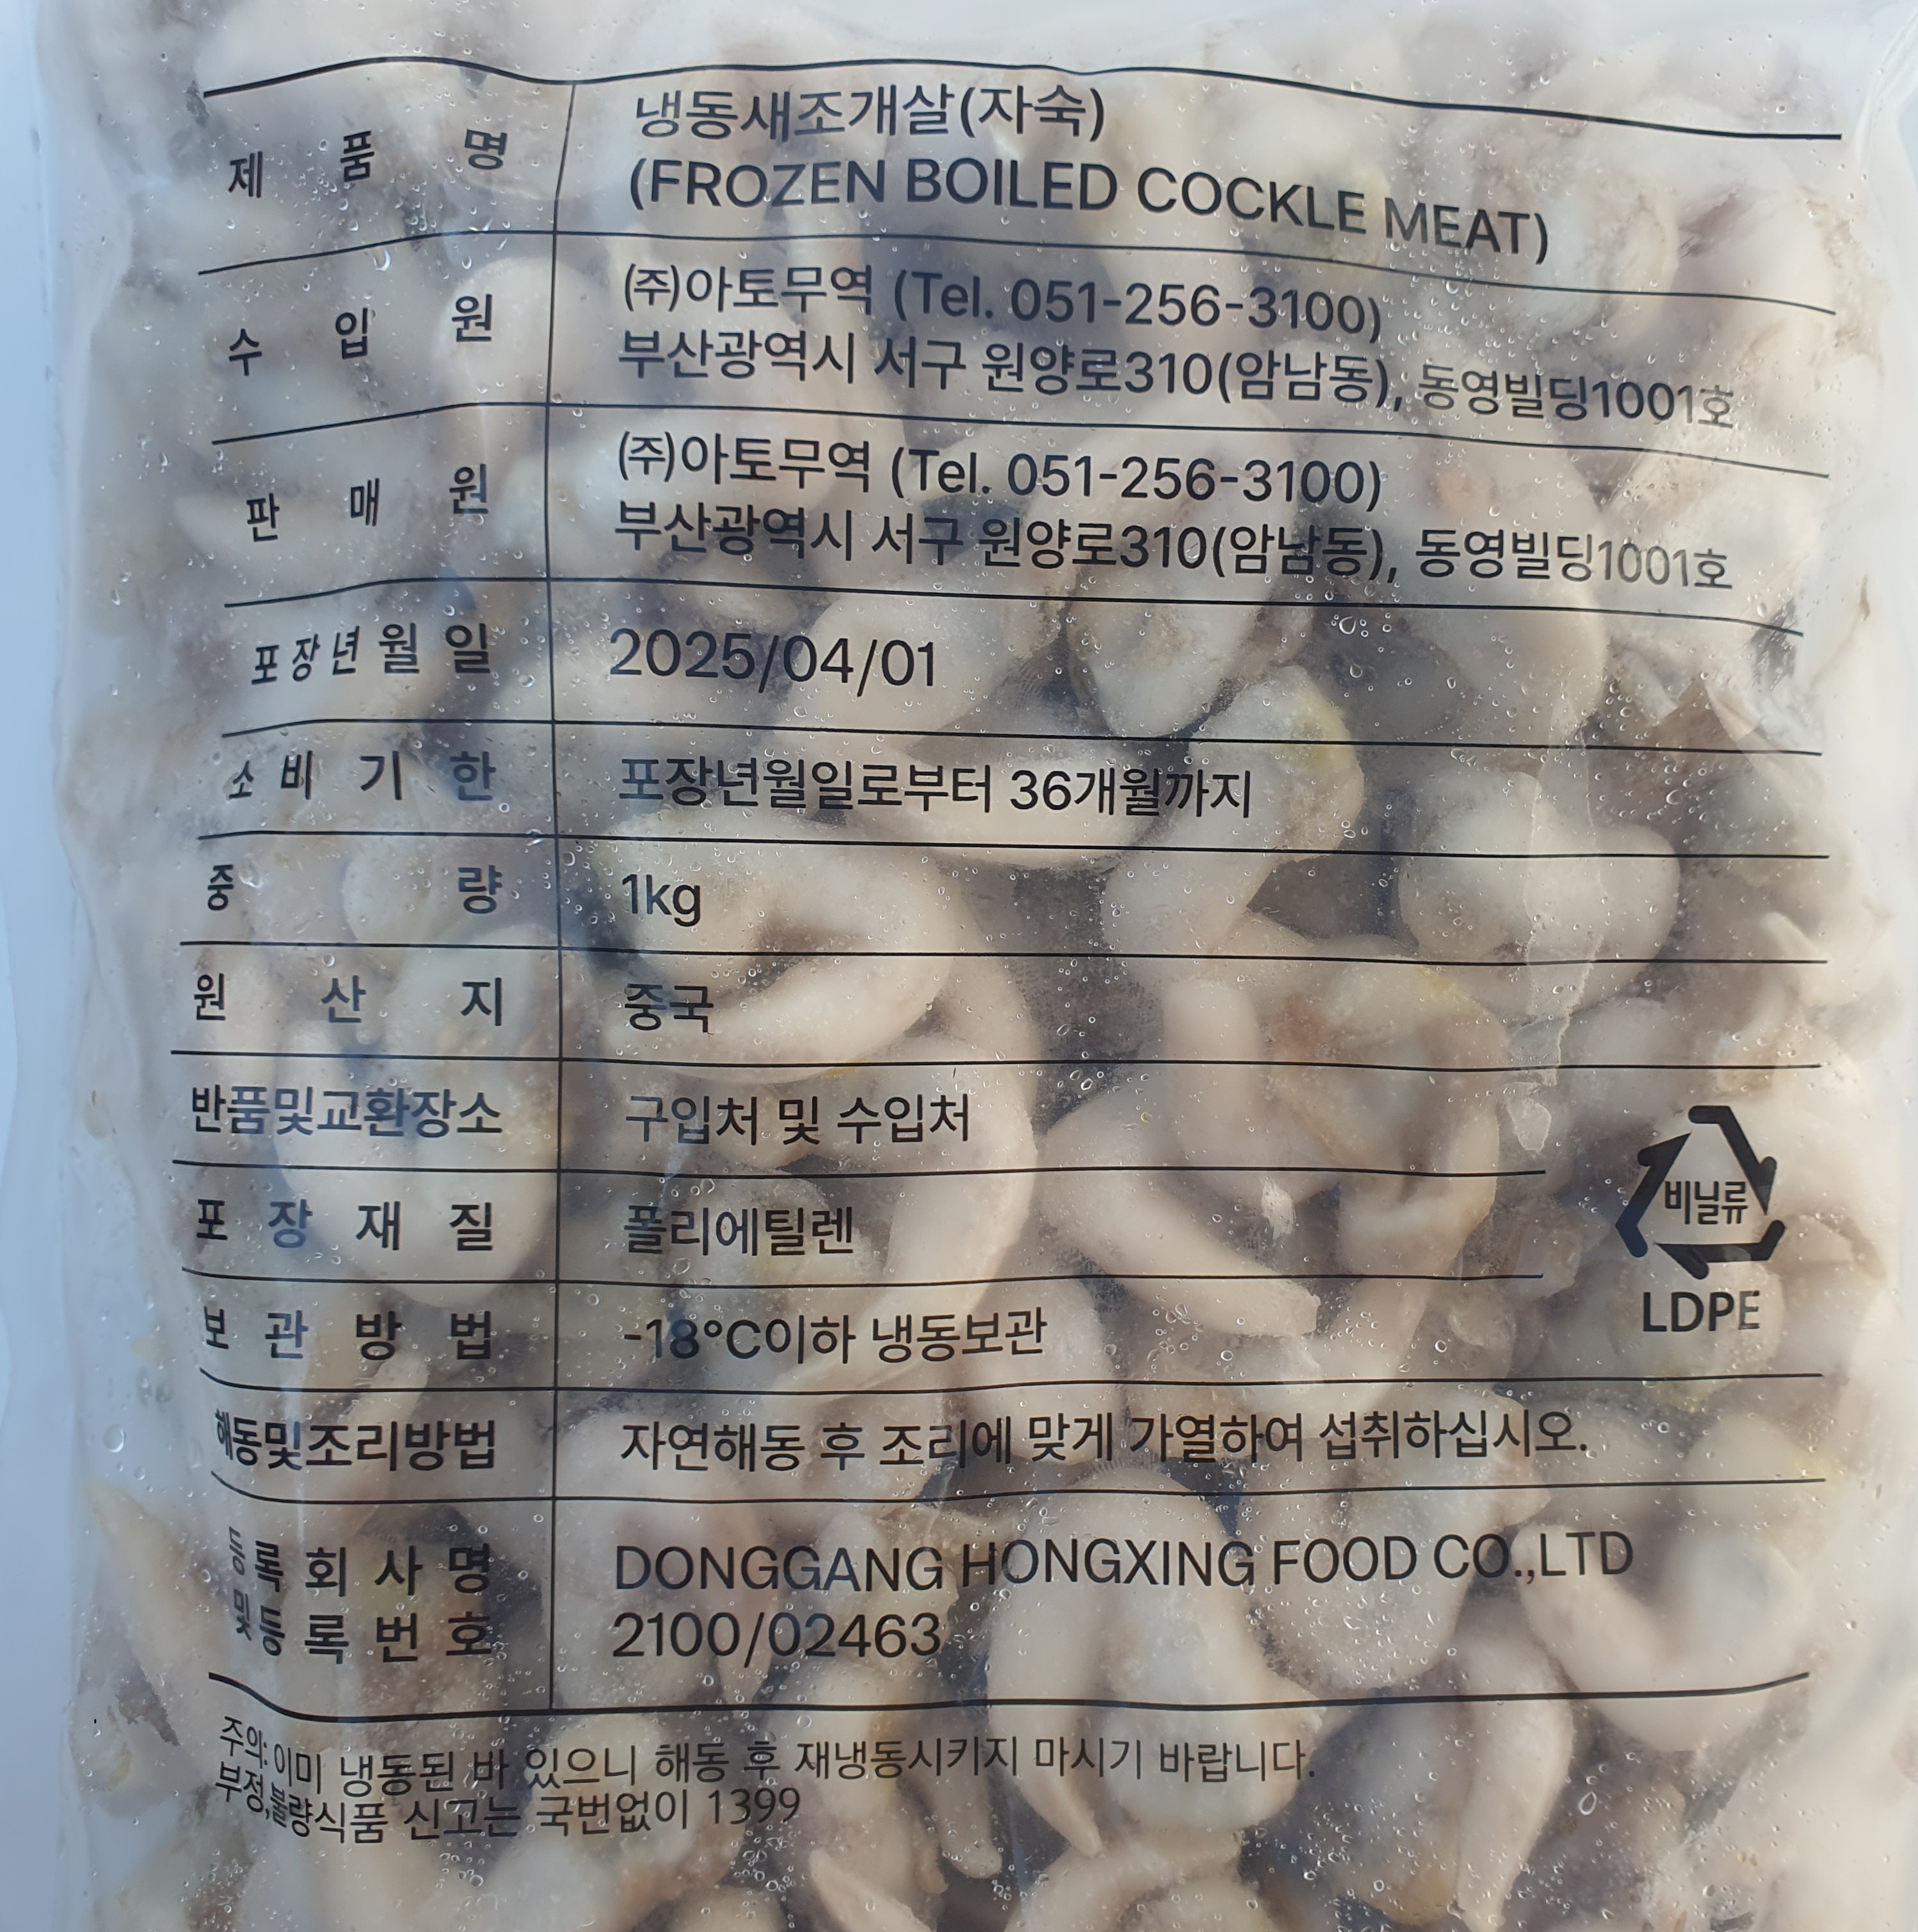 제 품 명 냉동새조개살(자숙)
(FROZEN BOILED COCKLE MEAT)
수 입 원 ㈜아토무역 (Tel. 051-256-3100)
부산광역시 서구 원양로310(암남동), 동영빌딩1001호
판 매 원 ㈜아토무역 (Tel. 051-256-3100)
부산광역시 서구 원양로310(암남동), 동영빌딩1001호
포장년월일 2025/04/01
소 비 기 한 포장년월일로부터 36개월까지
중 량 1kg
원 산 지 중국
반품및교환장소 구입처 및 수입처
포 장 재 질 폴리에틸렌
비닐류
LDPE
보 관 방 법 -18°C이하 냉동보관
해동및조리방법 자연해동 후 조리에 맞게 가열하여 섭취하십시오.
등 록 회 사 명 DONGGANG HONGXING FOOD CO.,LTD
및 등 록 번 호 2100/02463
주의: 이미 냉동된 바 있으니 해동 후 재냉동시키지 마시기 바랍니다.
부정,불량식품 신고는 국번없이 1399